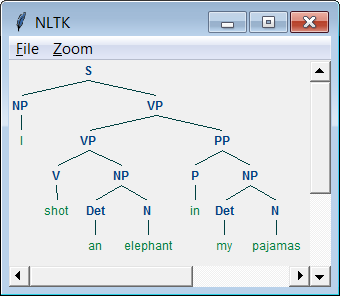 NLTK
File Zoom
S
NP VP
I VP PP
V NP P NP
shot Det N in Det N
an elephant my pajamas